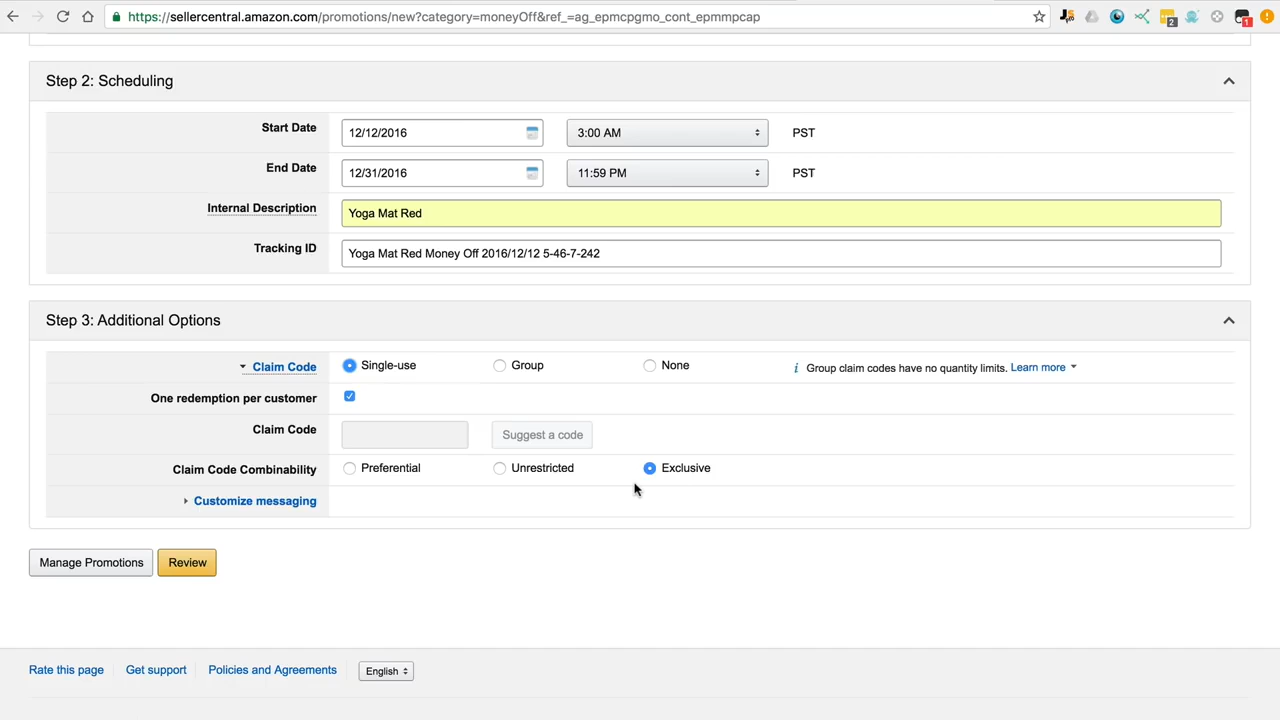 https://sellercentral.amazon.com/promotions/new?category=moneyOff&ref_=ag_epmcpgmo_cont_epmmpcap
2
1
Step 2: Scheduling
Start Date 12/12/2016 3:00 AM PST
End Date 12/31/2016 11:59 PM PST
Internal Description Yoga Mat Red
Tracking ID Yoga Mat Red Money Off 2016/12/12 5-46-7-242
Step 3: Additional Options
Claim Code Single-use Group None i Group claim codes have no quantity limits. Learn more
One redemption per customer
Claim Code Suggest a code
Claim Code Combinability Preferential Unrestricted Exclusive
Customize messaging
Manage Promotions Review
Rate this page Get support Policies and Agreements English